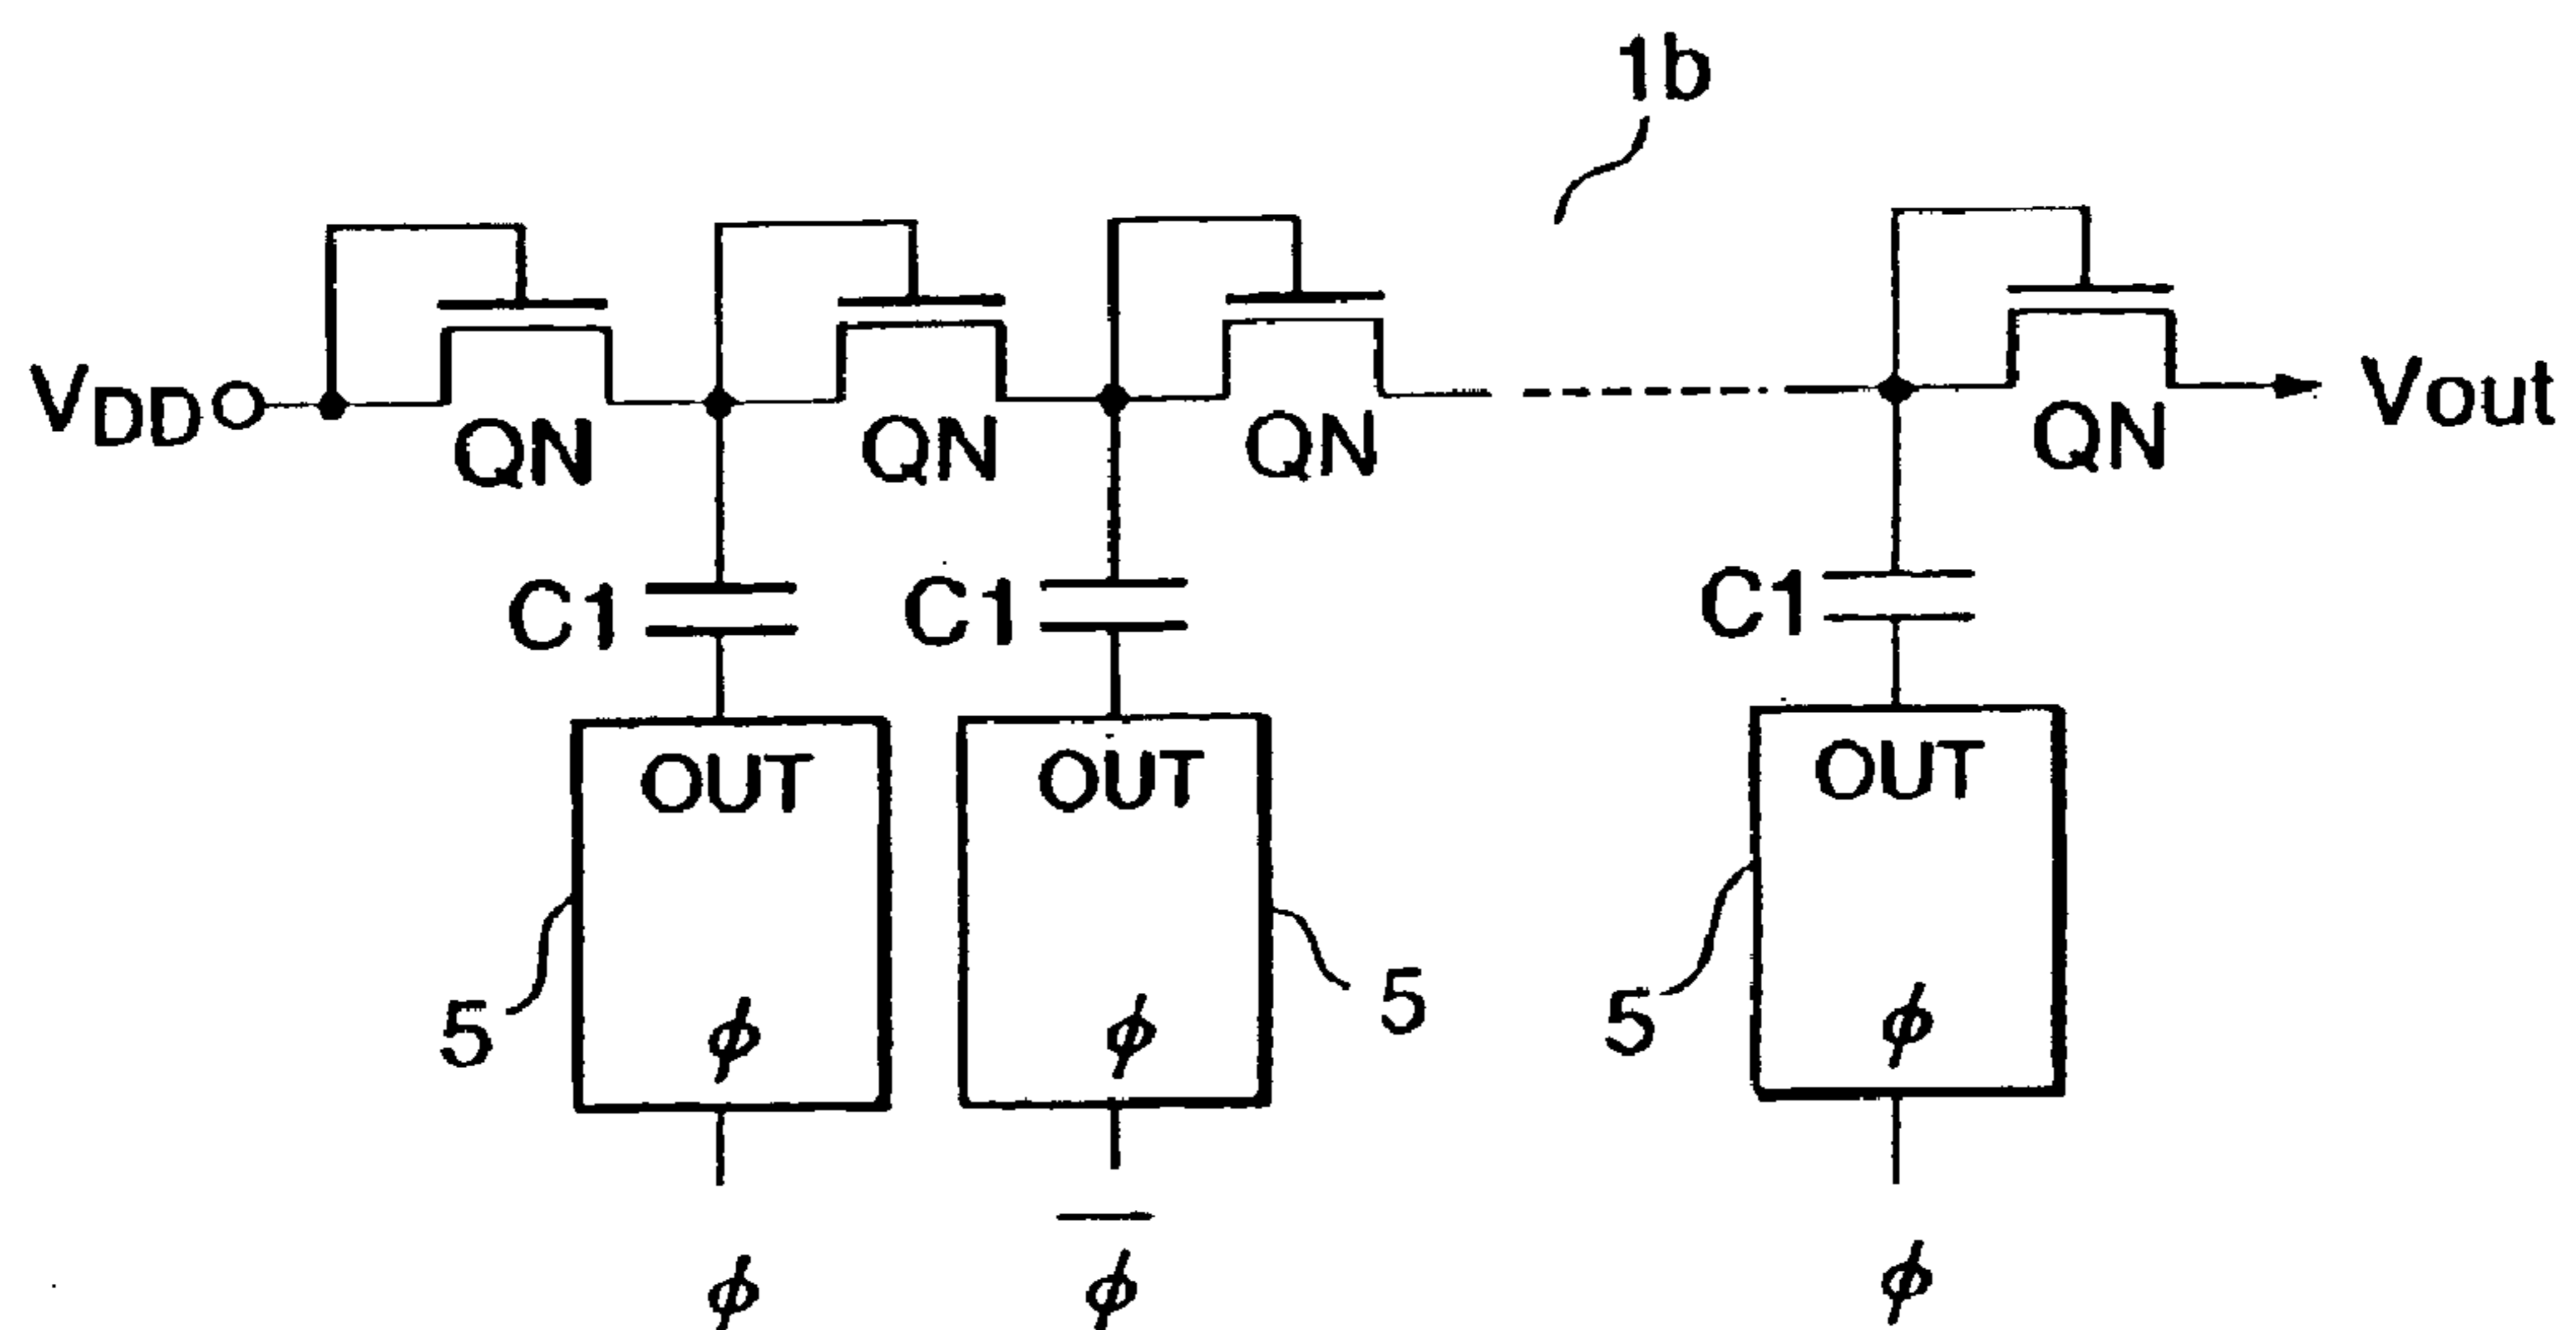 1b
VDD QN QN QN QN Vout
C1 C1 C1
OUT OUT OUT
5 5 5
ϕ ϕ ϕ
ϕ ϕ̅ ϕ